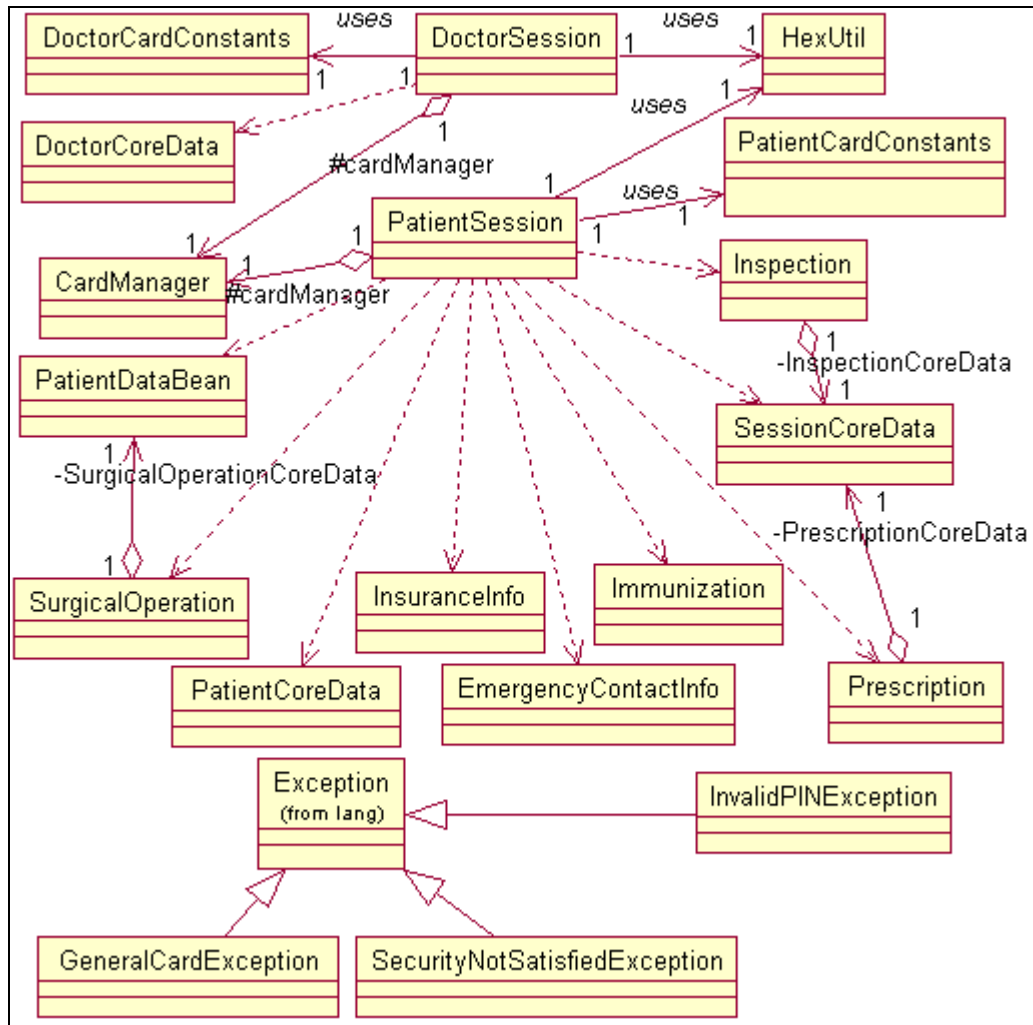 uses
uses
DoctorCardConstants
DoctorSession
HexUtil
1
1
1
1
1
DoctorCoreData
uses
PatientCardConstants
#cardManager
1
uses
1
PatientSession
1
1
1
1
CardManager
#cardManager
Inspection
1
-InspectionCoreData
PatientDataBean
1
SessionCoreData
1
-SurgicalOperationCoreData
1
-PrescriptionCoreData
1
SurgicalOperation
InsuranceInfo
Immunization
1
PatientCoreData
EmergencyContactInfo
Prescription
Exception
(from lang)
InvalidPINException
GeneralCardException
SecurityNotSatisfiedException